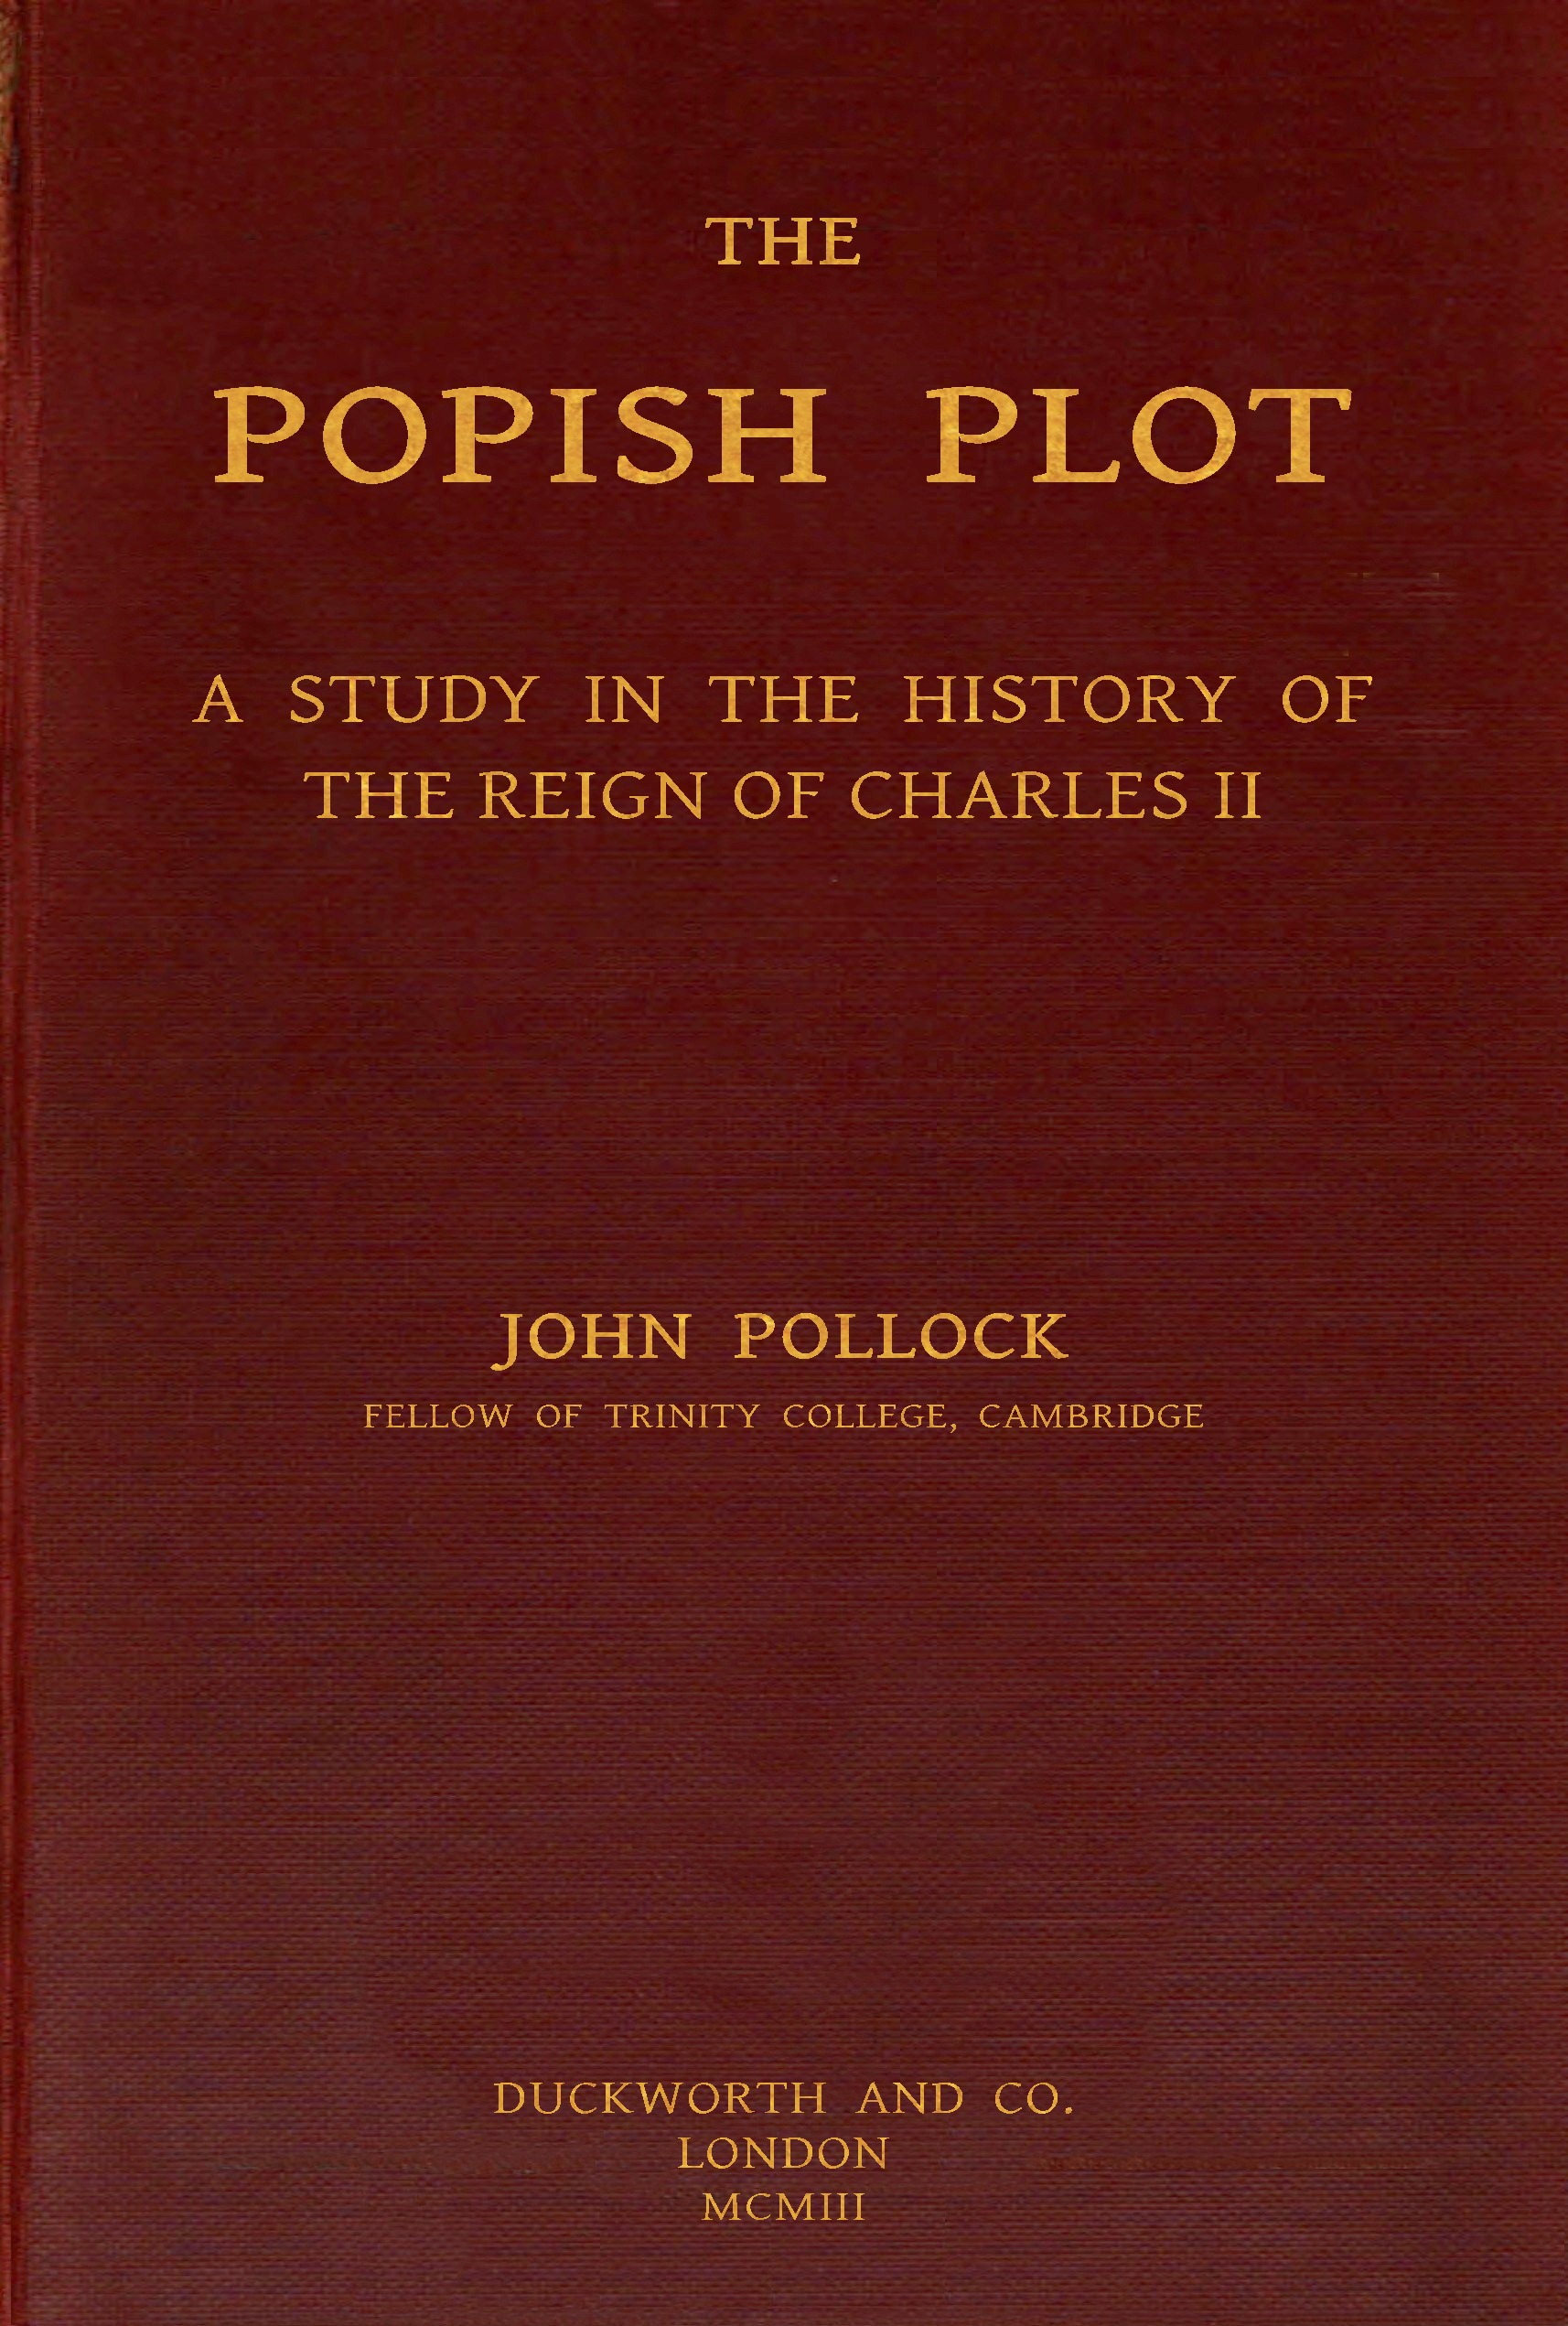 THE
POPISH PLOT
A STUDY IN THE HISTORY OF
THE REIGN OF CHARLES II
JOHN POLLOCK
FELLOW OF TRINITY COLLEGE, CAMBRIDGE
DUCKWORTH AND CO.
LONDON
MCMIII